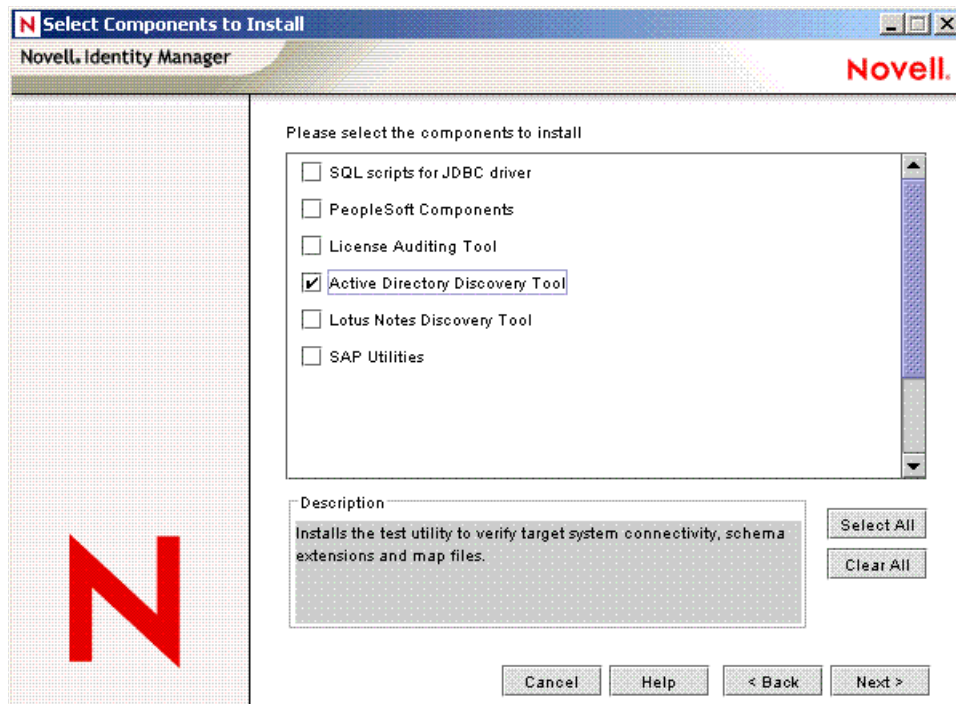 N Select Components to Install
Novell. Identity Manager
Novell.
Please select the components to install
SQL scripts for JDBC driver
PeopleSoft Components
License Auditing Tool
Active Directory Discovery Tool
Lotus Notes Discovery Tool
SAP Utilities
Description
Installs the test utility to verify target system connectivity, schema
extensions and map files.
Select All
Clear All
N
Cancel
Help
< Back
Next >